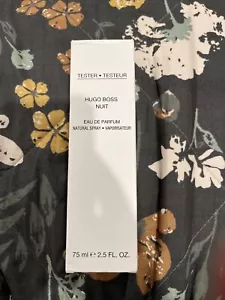 TESTER • TESTEUR
HUGO BOSS
NUIT
EAU DE PARFUM
NATURAL SPRAY • VAPORISATEUR
75 ml ℮ 2.5 FL. OZ.